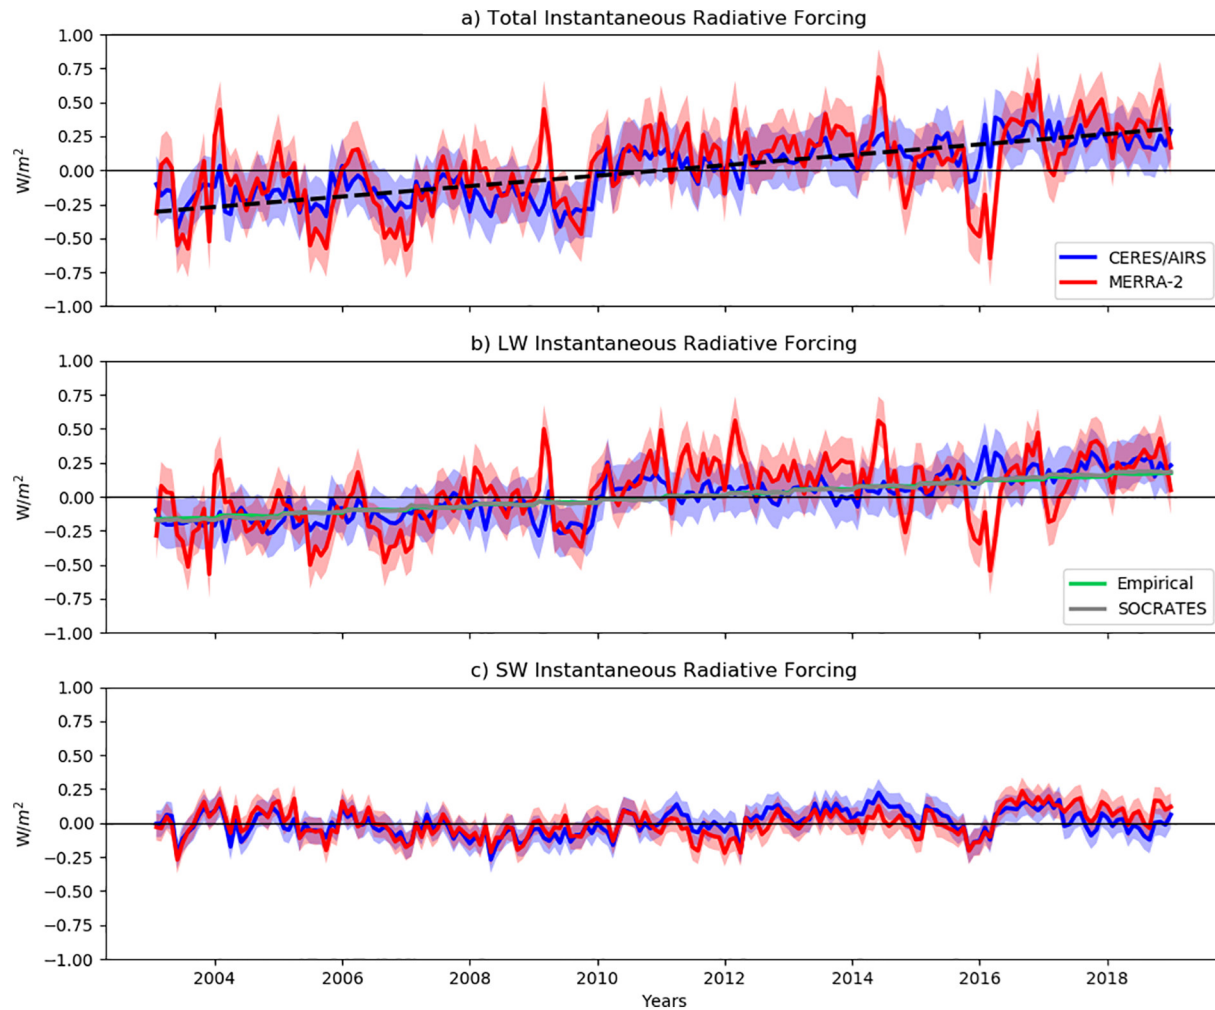 a) Total Instantaneous Radiative Forcing
1.00
0.75
0.50
0.25
0.00
−0.25
−0.50
−0.75
−1.00
W/m²
CERES/AIRS
MERRA-2
b) LW Instantaneous Radiative Forcing
1.00
0.75
0.50
0.25
0.00
−0.25
−0.50
−0.75
−1.00
W/m²
Empirical
SOCRATES
c) SW Instantaneous Radiative Forcing
1.00
0.75
0.50
0.25
0.00
−0.25
−0.50
−0.75
−1.00
W/m²
2004 2006 2008 2010 2012 2014 2016 2018
Years